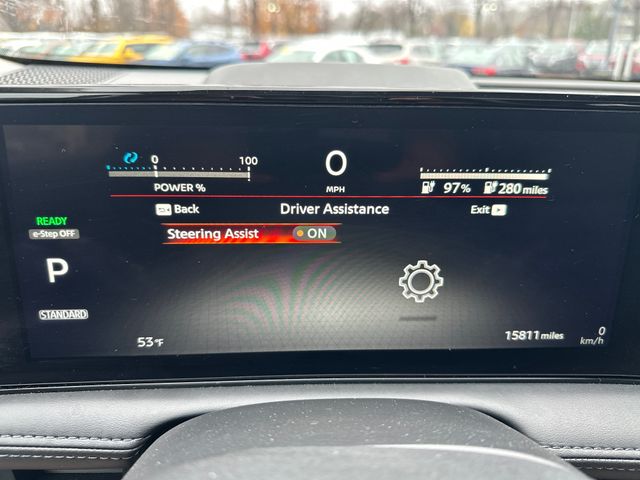 0 100 0
POWER % MPH 97% 280 miles
Back Driver Assistance Exit
READY Steering Assist ON
e-Step OFF
P
STANDARD
53°F 15811 miles 0 km/h